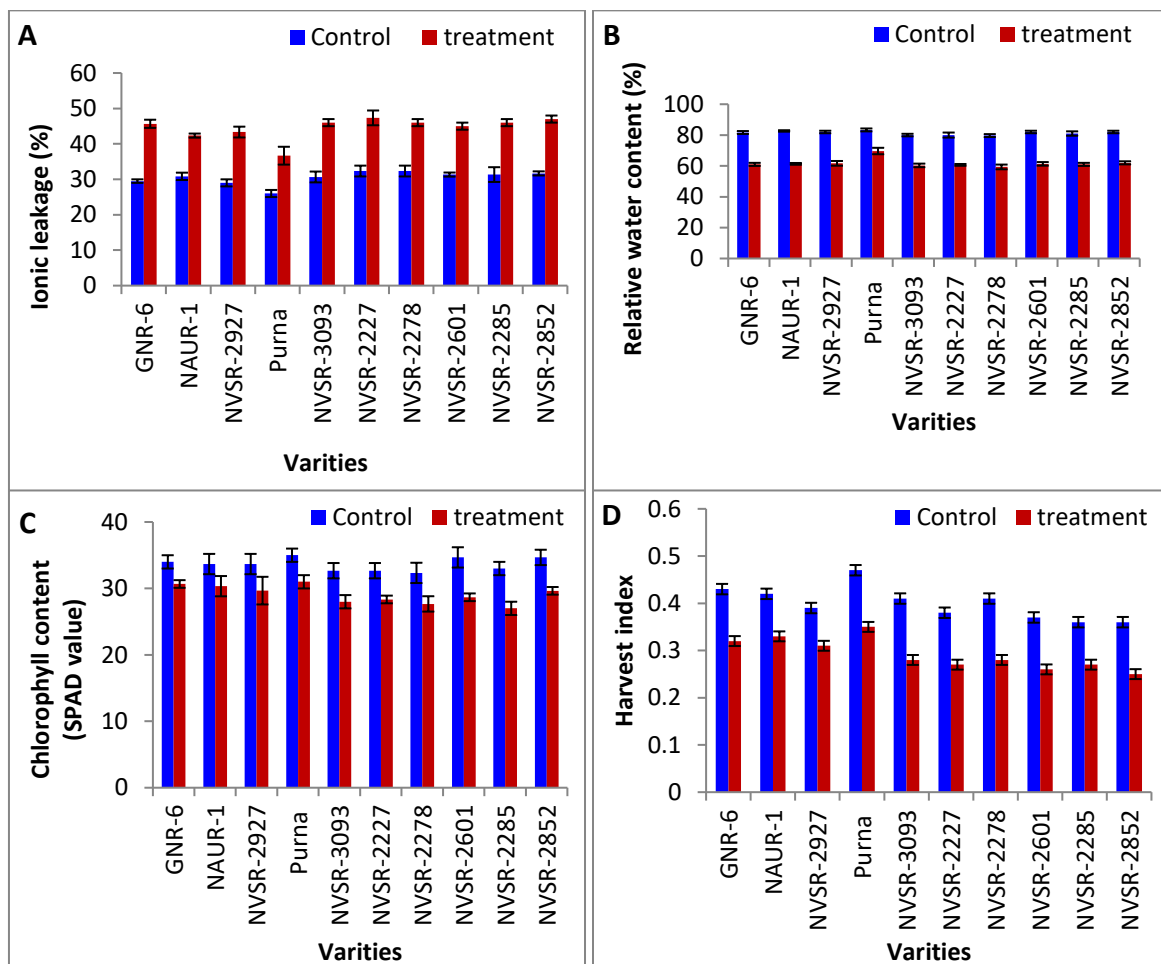 A
Control treatment
60
50
40
30
20
10
0
Ionic leakage (%)
GNR-6
NAUR-1
NVSR-2927
Purna
NVSR-3093
NVSR-2227
NVSR-2278
NVSR-2601
NVSR-2285
NVSR-2852
Varities
B
Control treatment
100
80
60
40
20
0
Relative water content (%)
GNR-6
NAUR-1
NVSR-2927
Purna
NVSR-3093
NVSR-2227
NVSR-2278
NVSR-2601
NVSR-2285
NVSR-2852
Varities
C
Control treatment
40
30
20
10
0
Chlorophyll content
(SPAD value)
GNR-6
NAUR-1
NVSR-2927
Purna
NVSR-3093
NVSR-2227
NVSR-2278
NVSR-2601
NVSR-2285
NVSR-2852
Varities
D
Control treatment
0.6
0.5
0.4
0.3
0.2
0.1
0
Harvest index
GNR-6
NAUR-1
NVSR-2927
Purna
NVSR-3093
NVSR-2227
NVSR-2278
NVSR-2601
NVSR-2285
NVSR-2852
Varities